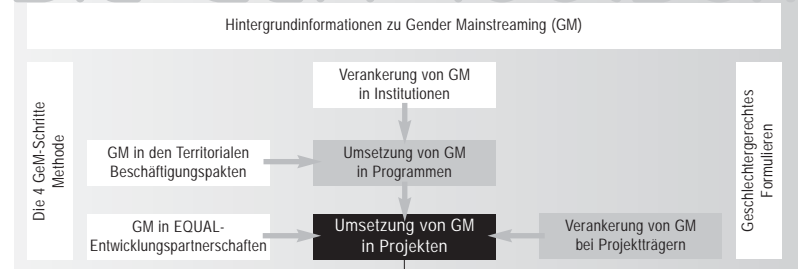 Hintergrundinformationen zu Gender Mainstreaming (GM)
Die 4 GeM-Schritte
Methode
Verankerung von GM
in Institutionen
GM in den Territorialen
Beschäftigungspakten
Umsetzung von GM
in Programmen
GM in EQUAL-
Entwicklungspartnerschaften
Umsetzung von GM
in Projekten
Verankerung von GM
bei Projektträgern
Geschlechtergerechtes
Formulieren